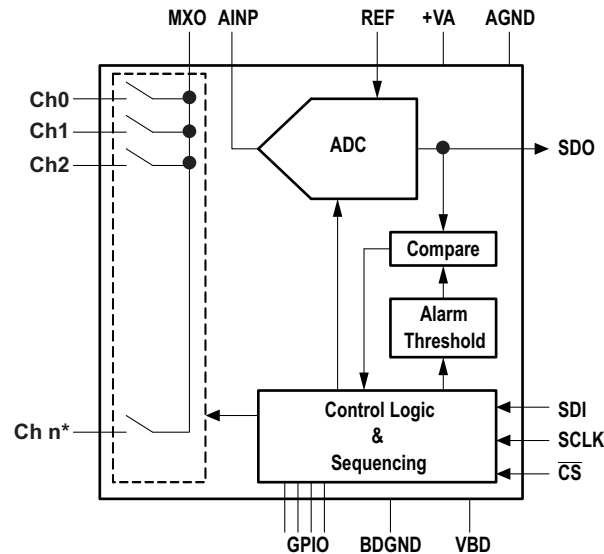 MXO AINP REF +VA AGND
Ch0
Ch1
Ch2
ADC
SDO
Compare
Alarm
Threshold
Ch n*
Control Logic
&
Sequencing
SDI
SCLK
C̅S̅
GPIO BDGND VBD